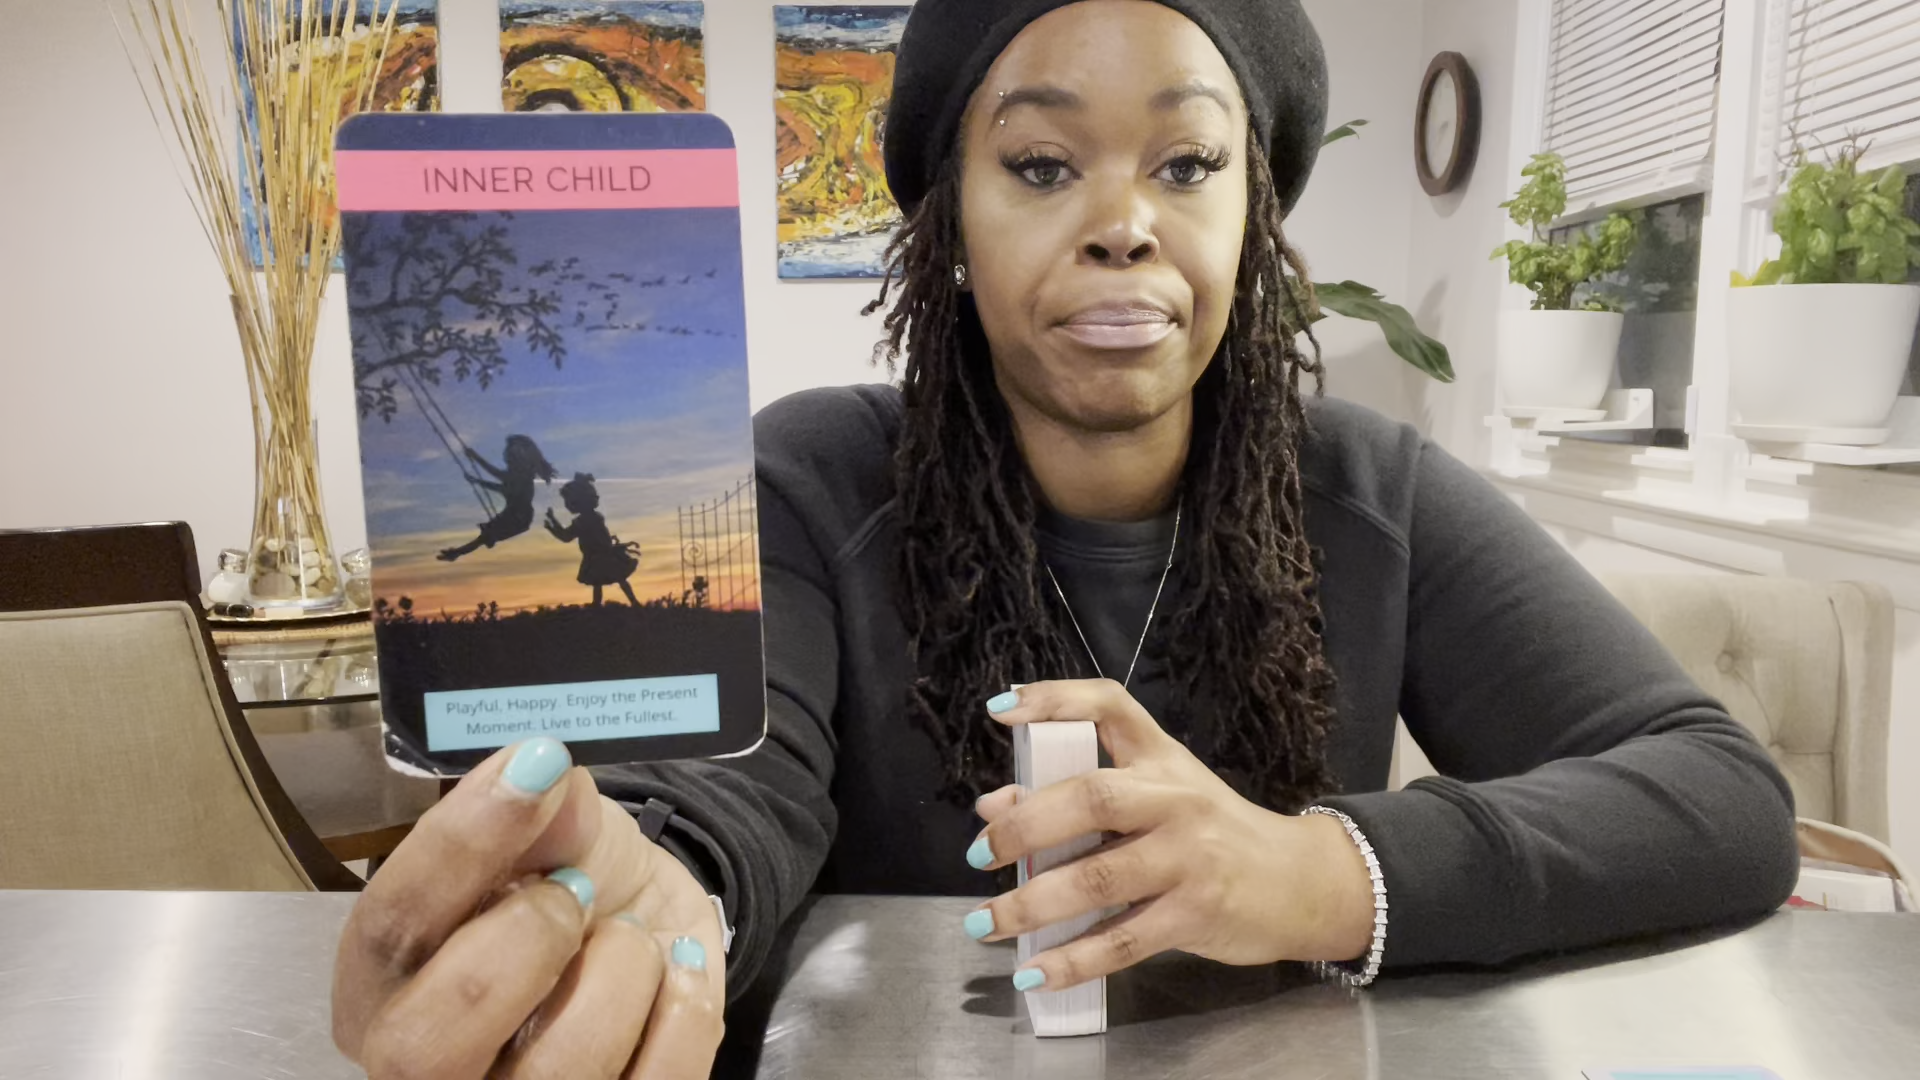 INNER CHILD
Playful, Happy. Enjoy the Present
Moment. Live to the Fullest.